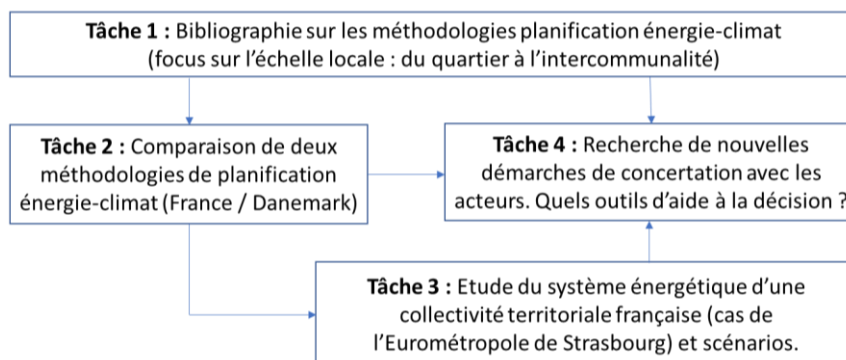 Tâche 1 : Bibliographie sur les méthodologies planification énergie-climat
(focus sur l'échelle locale : du quartier à l'intercommunalité)
Tâche 2 : Comparaison de deux
méthodologies de planification
énergie-climat (France / Danemark)
Tâche 4 : Recherche de nouvelles
démarches de concertation avec les
acteurs. Quels outils d'aide à la décision ?
Tâche 3 : Etude du système énergétique d'une
collectivité territoriale française (cas de
l'Eurométropole de Strasbourg) et scénarios.